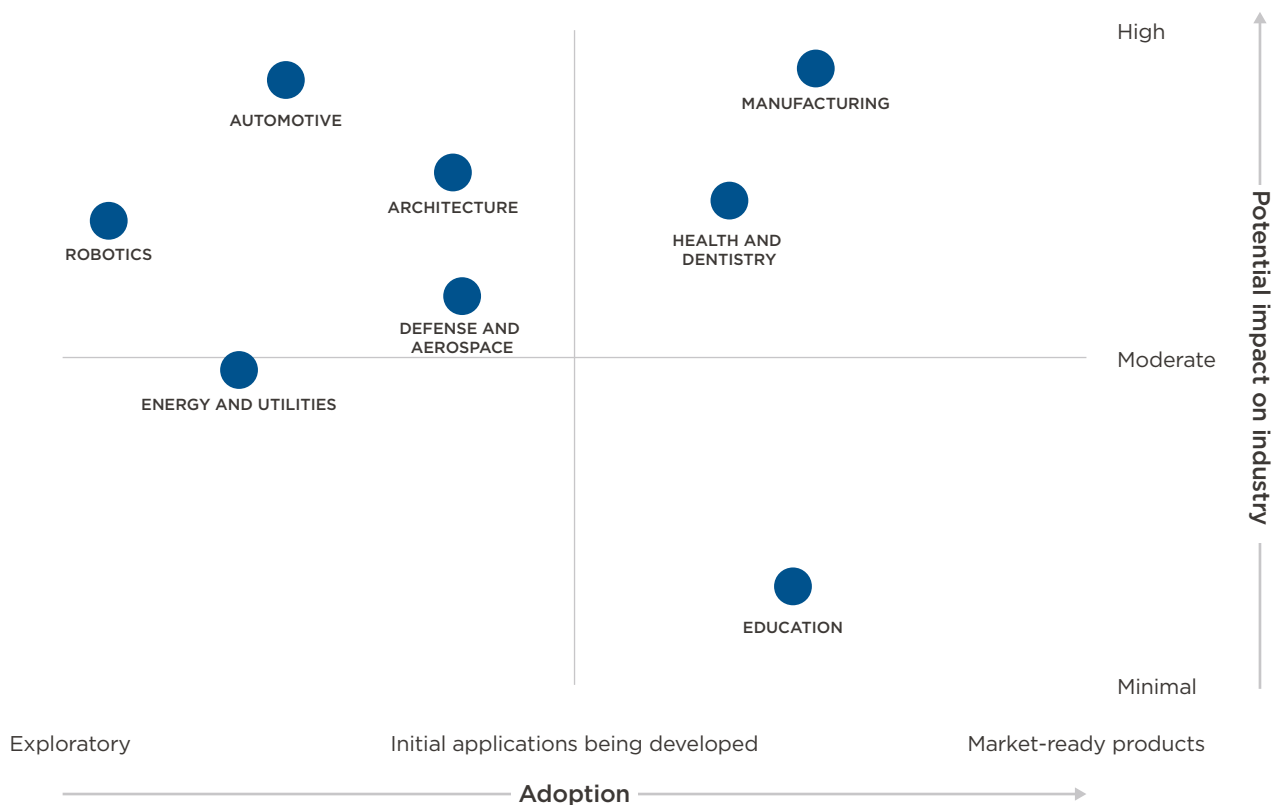 High
MANUFACTURING
AUTOMOTIVE
ARCHITECTURE
HEALTH AND
DENTISTRY
ROBOTICS
DEFENSE AND
AEROSPACE
Moderate
ENERGY AND UTILITIES
Potential impact on industry
EDUCATION
Minimal
Exploratory
Initial applications being developed
Market-ready products
Adoption